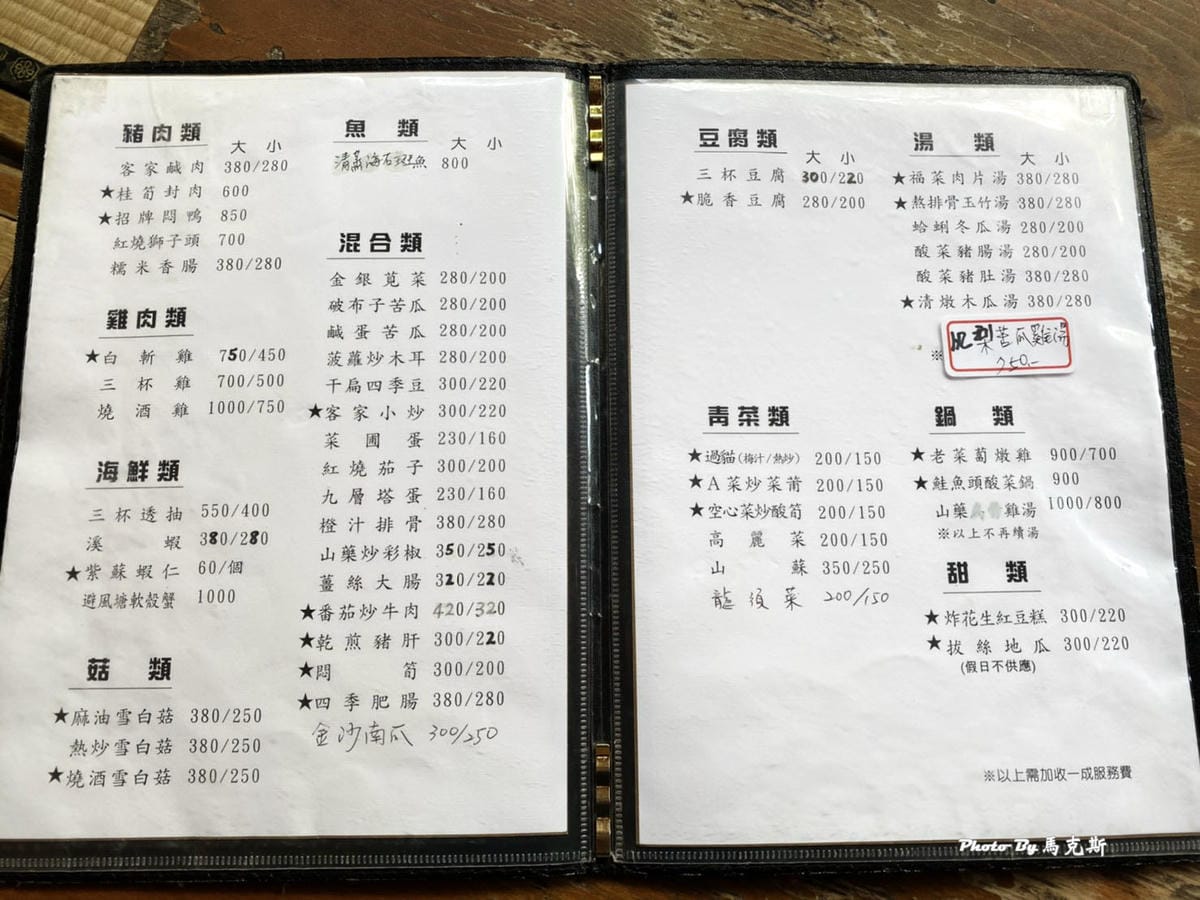 豬肉類
大 小
客家鹹肉 380/280
★桂筍封肉 600
★招牌悶鴨 850
紅燒獅子頭 700
糯米香腸 380/280
雞肉類
★白斬雞 750/450
三杯雞 700/500
燒酒雞 1000/750
海鮮類
三杯透抽 550/400
溪蝦 380/280
★紫蘇蝦仁 60/個
避風塘軟殼蟹 1000
菇類
★麻油雪白菇 380/250
熱炒雪白菇 380/250
★燒酒雪白菇 380/250
魚類
大 小
清蒸海石斑魚 800
混合類
金銀莧菜 280/200
破布子苦瓜 280/200
鹹蛋苦瓜 280/200
菠蘿炒木耳 280/200
干扁四季豆 300/220
★客家小炒 300/220
菜圃蛋 230/160
紅燒茄子 300/200
九層塔蛋 230/160
橙汁排骨 380/280
山藥炒彩椒 350/250
薑絲大腸 320/220
★番茄炒牛肉 420/320
★乾煎豬肝 300/220
★悶筍 300/200
★四季肥腸 380/280
金沙南瓜 300/250
豆腐類
大 小
三杯豆腐 300/220
★脆香豆腐 280/200
青菜類
★過貓(梅汁/熱炒) 200/150
★A菜炒菜莆 200/150
★空心菜炒酸筍 200/150
高麗菜 200/150
山蘇 350/250
龍須菜 200/150
湯類
大 小
★福菜肉片湯 380/280
★熬排骨玉竹湯 380/280
蛤蜊冬瓜湯 280/200
酸菜豬腸湯 280/200
酸菜豬肚湯 380/280
★清燉木瓜湯 380/280
※
苦瓜雞湯
750.-
鍋類
★老菜蔔燉雞 900/700
★鮭魚頭酸菜鍋 900
山藥雞湯 1000/800
※以上不再續湯
甜類
★炸花生紅豆糕 300/220
★拔絲地瓜 300/220
(假日不供應)
※以上需加收一成服務費
Photo By 馬克斯